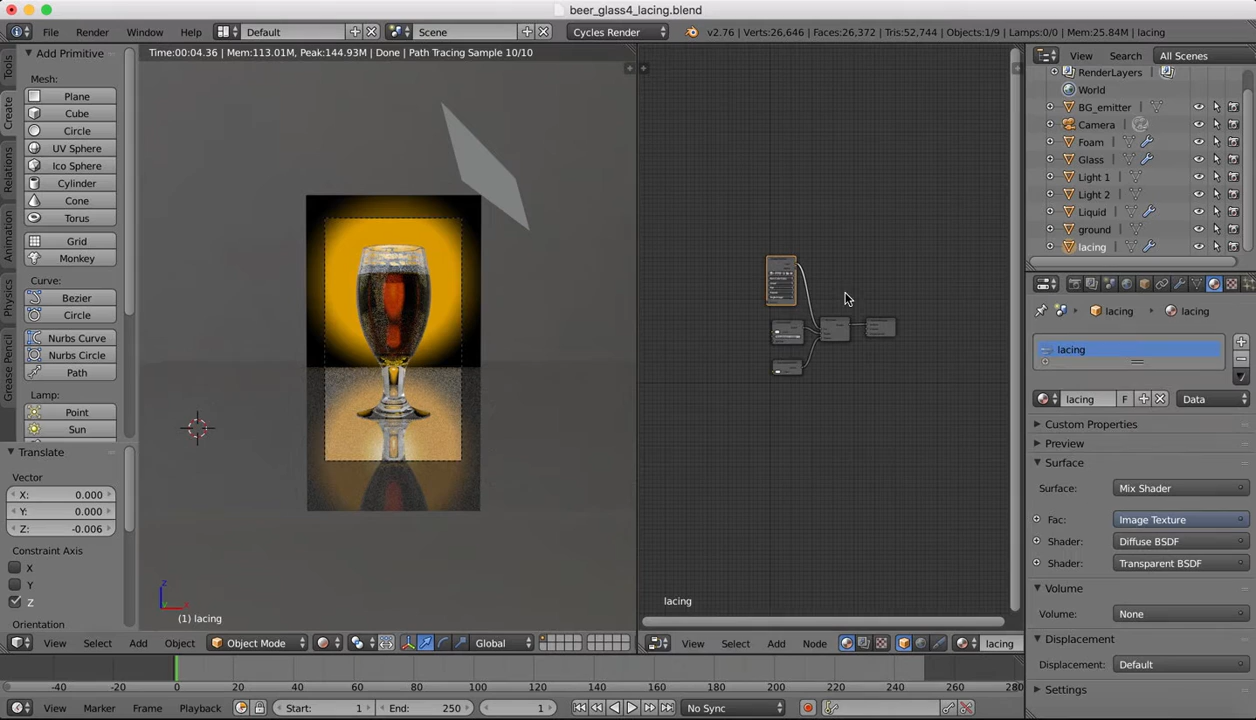 beer_glass4_lacing.blend
File Render Window Help Default Scene Cycles Render v2.76 | Verts:26,646 | Faces:26,372 | Tris:52,744 | Objects:1/9 | Lamps:0/0 | Mem:25.84M | lacing
Time:00:04.36 | Mem:113.01M, Peak:144.93M | Done | Path Tracing Sample 10/10
Tools
Create
Relations
Animation
Physics
Grease Pencil
Add Primitive
Mesh:
Plane
Cube
Circle
UV Sphere
Ico Sphere
Cylinder
Cone
Torus
Grid
Monkey
Curve:
Bezier
Circle
Nurbs Curve
Nurbs Circle
Path
Lamp:
Point
Sun
Translate
Vector
X: 0.000
Y: 0.000
Z: -0.006
Constraint Axis
X
Y
Z
Orientation
z
x
(1) lacing
View Select Add Object Object Mode Global
lacing
View Select Add Node lacing
View Search All Scenes
RenderLayers
World
BG_emitter
Camera
Foam
Glass
Light 1
Light 2
Liquid
ground
lacing
lacing lacing
lacing
lacing F Data
Custom Properties
Preview
Surface
Surface: Mix Shader
Fac: Image Texture
Shader: Diffuse BSDF
Shader: Transparent BSDF
Volume
Volume: None
Displacement
Displacement: Default
Settings
-40 -20 0 20 40 60 80 100 120 140 160 180 200 220 240 260 280
View Marker Frame Playback Start: 1 End: 250 1 No Sync